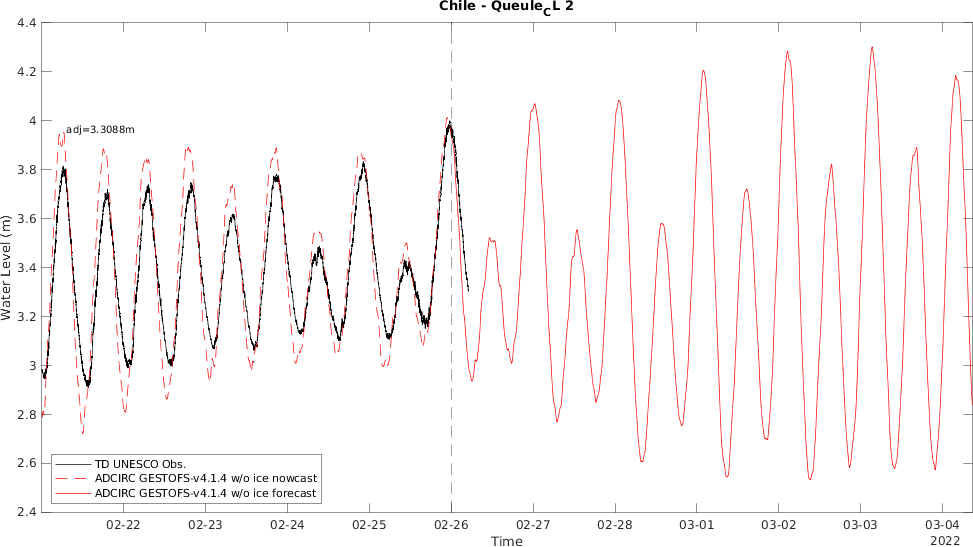 Chile - Queule_CL 2
4.4
4.2
4
3.8
3.6
3.4
3.2
3
2.8
2.6
2.4
Water Level (m)
adj=3.3088m
TD UNESCO Obs.
ADCIRC GESTOFS-v4.1.4 w/o ice nowcast
ADCIRC GESTOFS-v4.1.4 w/o ice forecast
02-22 02-23 02-24 02-25 02-26 02-27 02-28 03-01 03-02 03-03 03-04
Time
2022